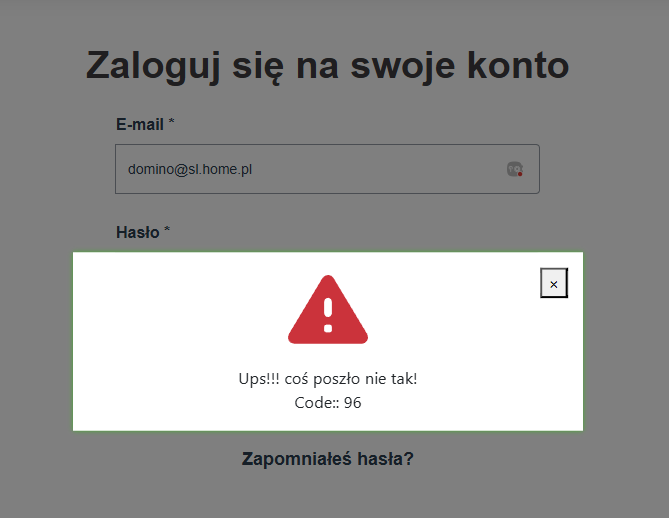 Zaloguj się na swoje konto
E-mail *
domino@sl.home.pl
Hasło *
×
Ups!!! coś poszło nie tak!
Code:: 96
Zapomniałeś hasła?